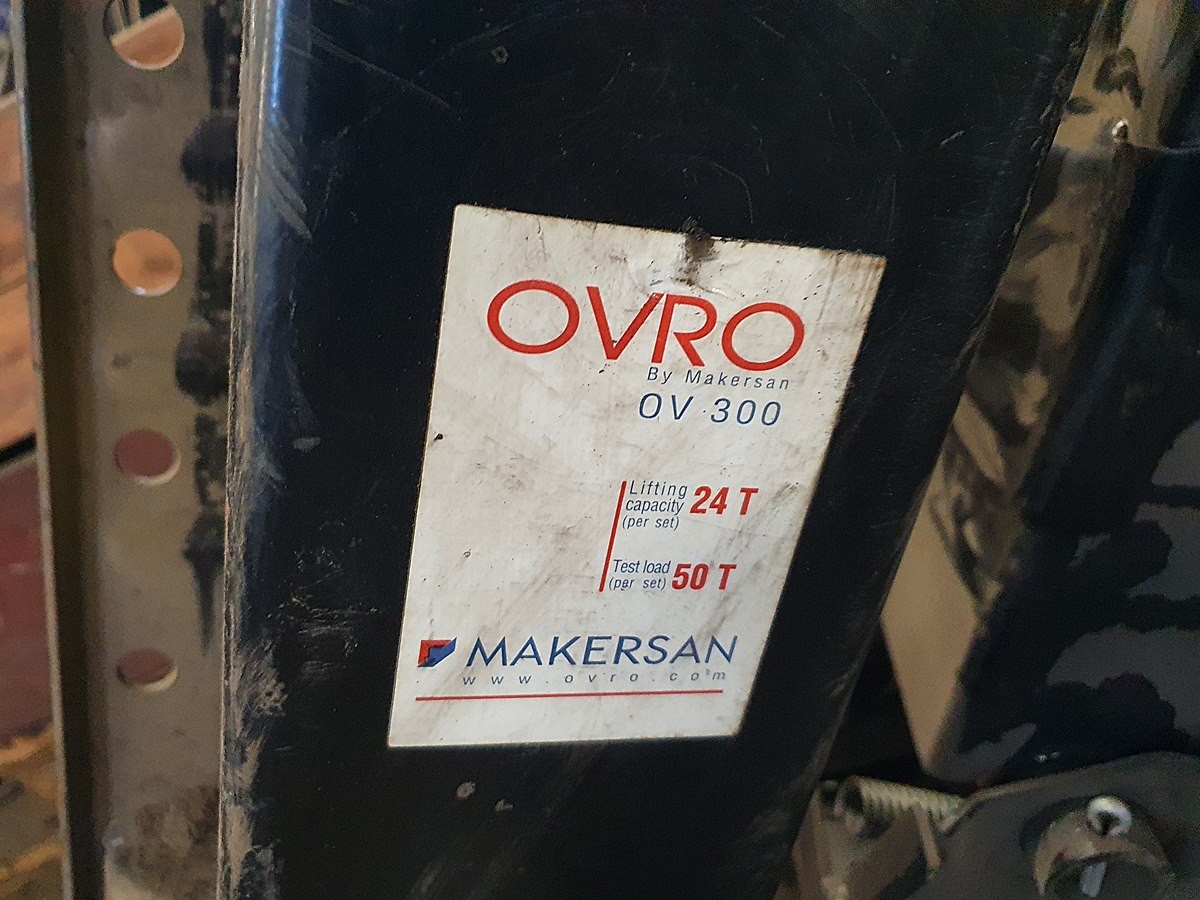 OVRO
By Makersan
OV 300
Lifting
capacity 24 T
(per set)
Test load
(per set) 50 T
MAKERSAN
www.ovro.com